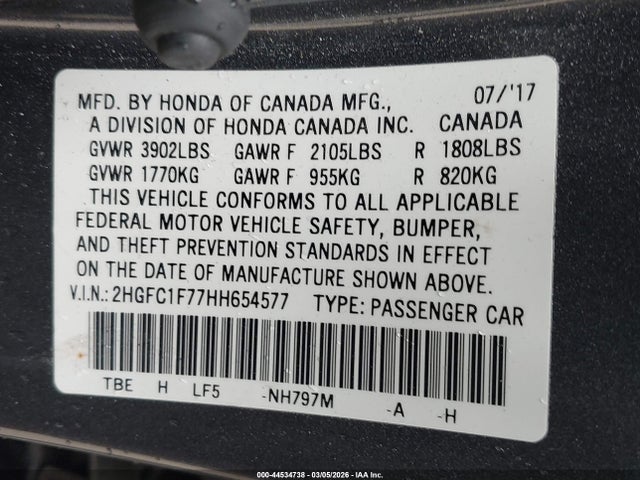 MFD. BY HONDA OF CANADA MFG., 07/'17
A DIVISION OF HONDA CANADA INC. CANADA
GVWR 3902LBS GAWR F 2105LBS R 1808LBS
GVWR 1770KG GAWR F 955KG R 820KG
THIS VEHICLE CONFORMS TO ALL APPLICABLE
FEDERAL MOTOR VEHICLE SAFETY, BUMPER,
AND THEFT PREVENTION STANDARDS IN EFFECT
ON THE DATE OF MANUFACTURE SHOWN ABOVE.
V.I.N.: 2HGFC1F77HH654577 TYPE: PASSENGER CAR
TBE H LF5 -NH797M -A -H
000-44534738 - 03/05/2026 - IAA Inc.